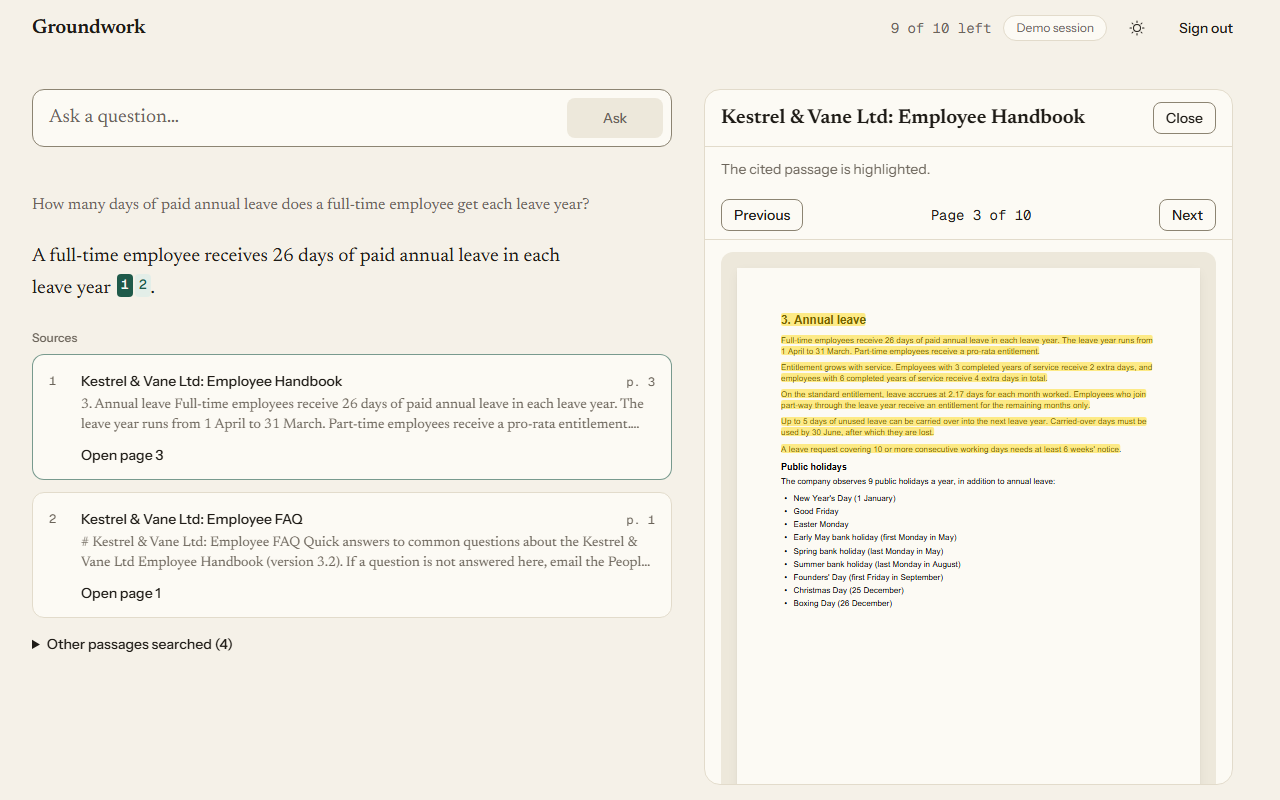 Groundwork
9 of 10 left
Demo session
Sign out
Ask a question...
Ask
How many days of paid annual leave does a full-time employee get each leave year?
A full-time employee receives 26 days of paid annual leave in each
leave year 1 2.
Sources
1 Kestrel & Vane Ltd: Employee Handbook p. 3
3. Annual leave Full-time employees receive 26 days of paid annual leave in each leave year. The
leave year runs from 1 April to 31 March. Part-time employees receive a pro-rata entitlement....
Open page 3
2 Kestrel & Vane Ltd: Employee FAQ p. 1
# Kestrel & Vane Ltd: Employee FAQ Quick answers to common questions about the Kestrel &
Vane Ltd Employee Handbook (version 3.2). If a question is not answered here, email the Peopl...
Open page 1
Other passages searched (4)
Kestrel & Vane Ltd: Employee Handbook
Close
The cited passage is highlighted.
Previous
Page 3 of 10
Next
3. Annual leave
Full-time employees receive 26 days of paid annual leave in each leave year. The leave year runs from
1 April to 31 March. Part-time employees receive a pro-rata entitlement.
Entitlement grows with service. Employees with 3 completed years of service receive 2 extra days, and
employees with 6 completed years of service receive 4 extra days in total.
On the standard entitlement, leave accrues at 2.17 days for each month worked. Employees who join
part-way through the leave year receive an entitlement for the remaining months only.
Up to 5 days of unused leave can be carried over into the next leave year. Carried-over days must be
used by 30 June, after which they are lost.
A leave request covering 10 or more consecutive working days needs at least 6 weeks' notice.
Public holidays
The company observes 9 public holidays a year, in addition to annual leave:
• New Year's Day (1 January)
• Good Friday
• Easter Monday
• Early May bank holiday (first Monday in May)
• Spring bank holiday (last Monday in May)
• Summer bank holiday (last Monday in August)
• Founders' Day (first Friday in September)
• Christmas Day (25 December)
• Boxing Day (26 December)